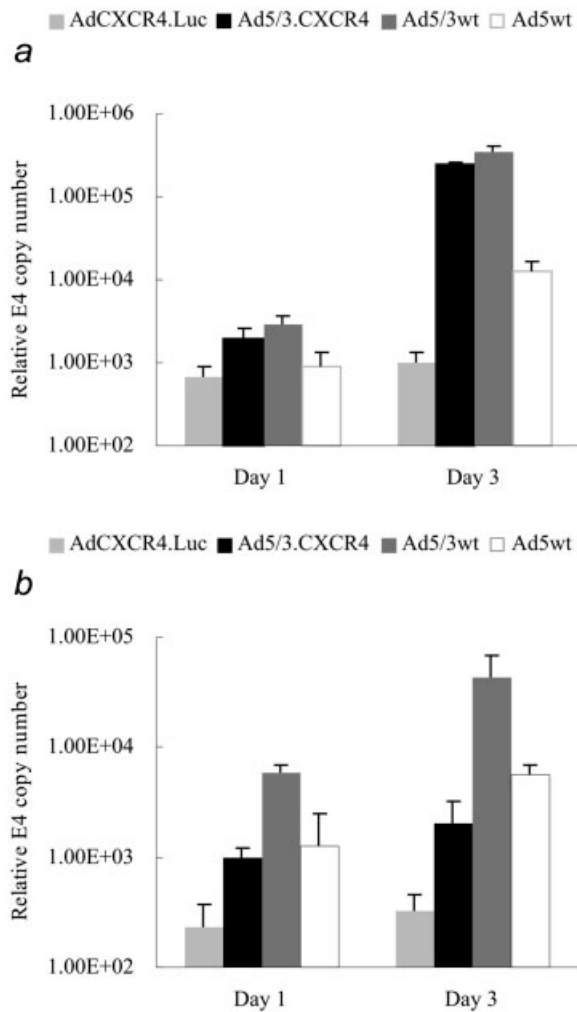 AdCXCR4.Luc Ad5/3.CXCR4 Ad5/3wt Ad5wt
a
1.00E+06
1.00E+05
1.00E+04
1.00E+03
1.00E+02
Relative E4 copy number
Day 1 Day 3
AdCXCR4.Luc Ad5/3.CXCR4 Ad5/3wt Ad5wt
b
1.00E+05
1.00E+04
1.00E+03
1.00E+02
Relative E4 copy number
Day 1 Day 3